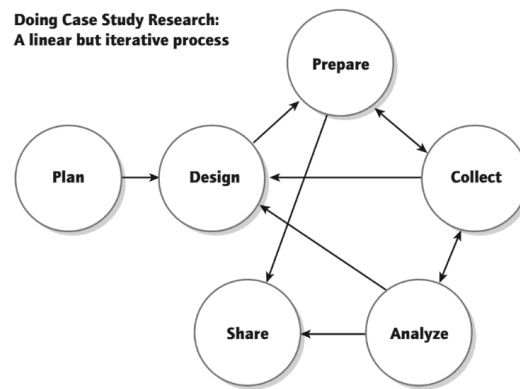 Doing Case Study Research:
A linear but iterative process
Prepare
Plan
Design
Collect
Share
Analyze